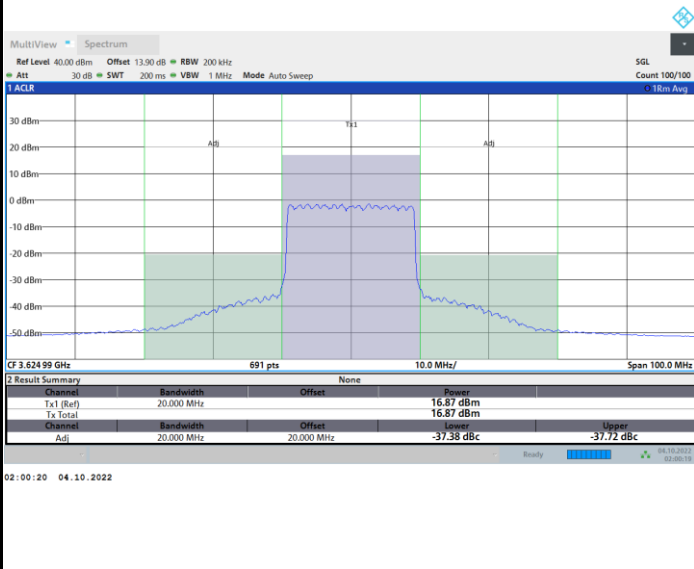 MultiView Spectrum
Ref Level 40.00 dBm Offset 13.90 dB RBW 200 kHz SGL
Att 30 dB SWT 200 ms VBW 1 MHz Mode Auto Sweep Count 100/100
1 ACLR 1Rm Avg
30 dBm
Tx1
20 dBm
Adj Adj
10 dBm
0 dBm
-10 dBm
-20 dBm
-30 dBm
-40 dBm
-50 dBm
CF 3.624 99 GHz 691 pts 10.0 MHz/ Span 100.0 MHz
2 Result Summary None
Channel Bandwidth Offset Power
Tx1 (Ref) 20.000 MHz 16.87 dBm
Tx Total 16.87 dBm
Channel Bandwidth Offset Lower Upper
Adj 20.000 MHz 20.000 MHz -37.38 dBc -37.72 dBc
Ready 04.10.2022
02:00:18
02:00:20 04.10.2022